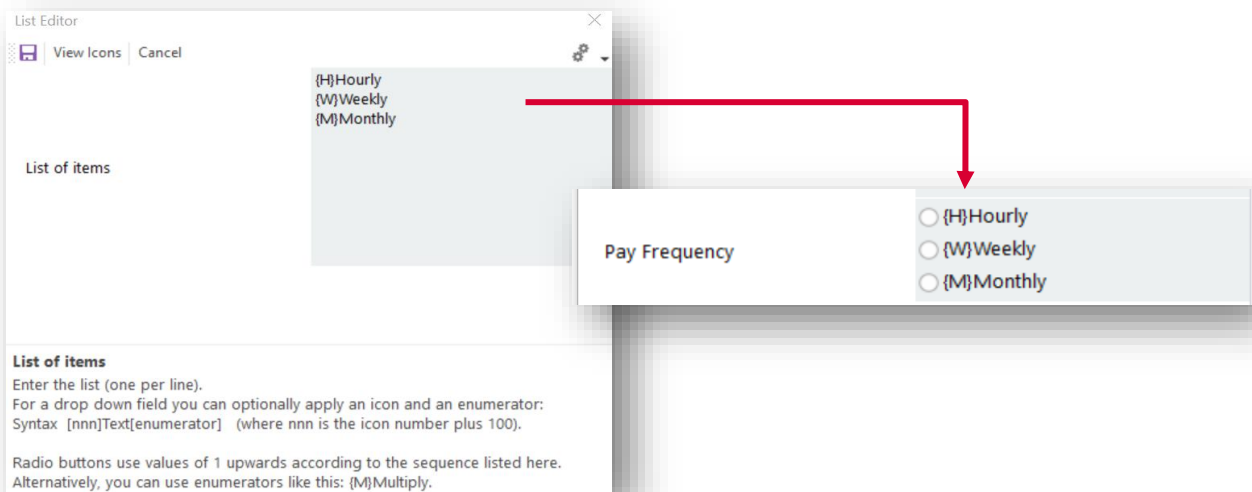 List Editor
View Icons Cancel
{H}Hourly
{W}Weekly
{M}Monthly
List of items
Pay Frequency
{H}Hourly
{W}Weekly
{M}Monthly
List of items
Enter the list (one per line).
For a drop down field you can optionally apply an icon and an enumerator:
Syntax [nnn]Text[enumerator] (where nnn is the icon number plus 100).
Radio buttons use values of 1 upwards according to the sequence listed here.
Alternatively, you can use enumerators like this: {M}Multiply.